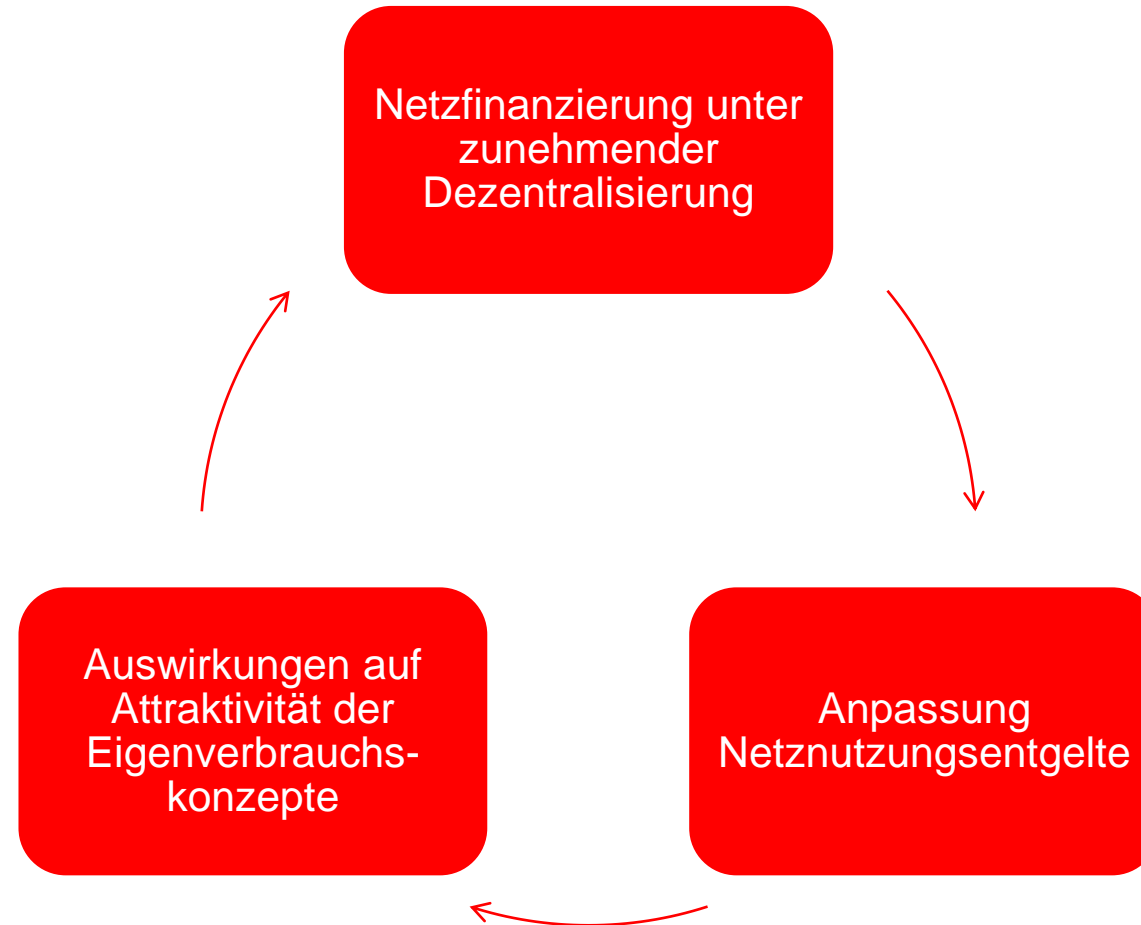 Netzfinanzierung unter
zunehmender
Dezentralisierung
Auswirkungen auf
Attraktivität der
Eigenverbrauchs-
konzepte
Anpassung
Netznutzungsentgelte